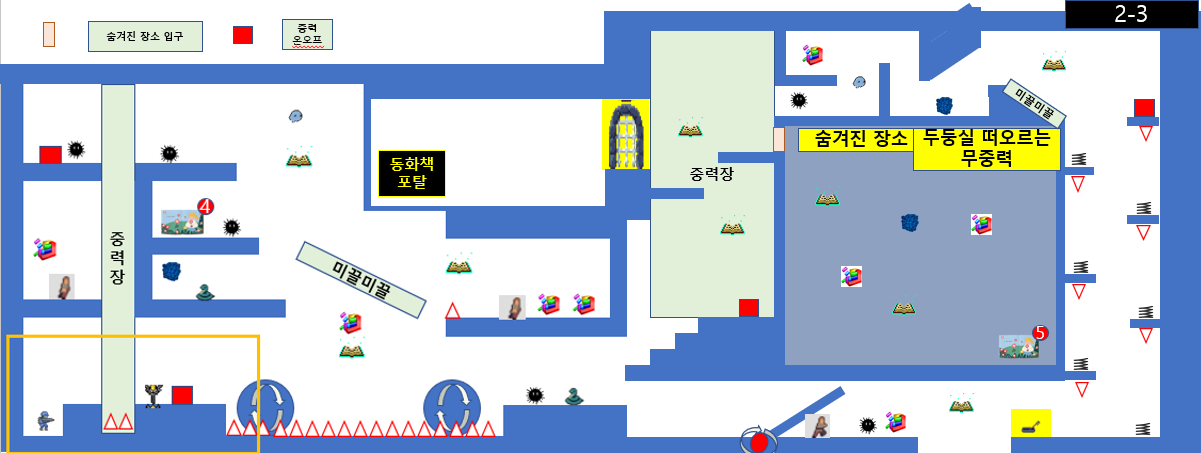 2-3
숨겨진 장소 입구
중력
온오프
미끌미끌
숨겨진 장소
두둥실 떠오르는
무중력
동화책
포탈
중력장
4
중
력
장
미끌미끌
5